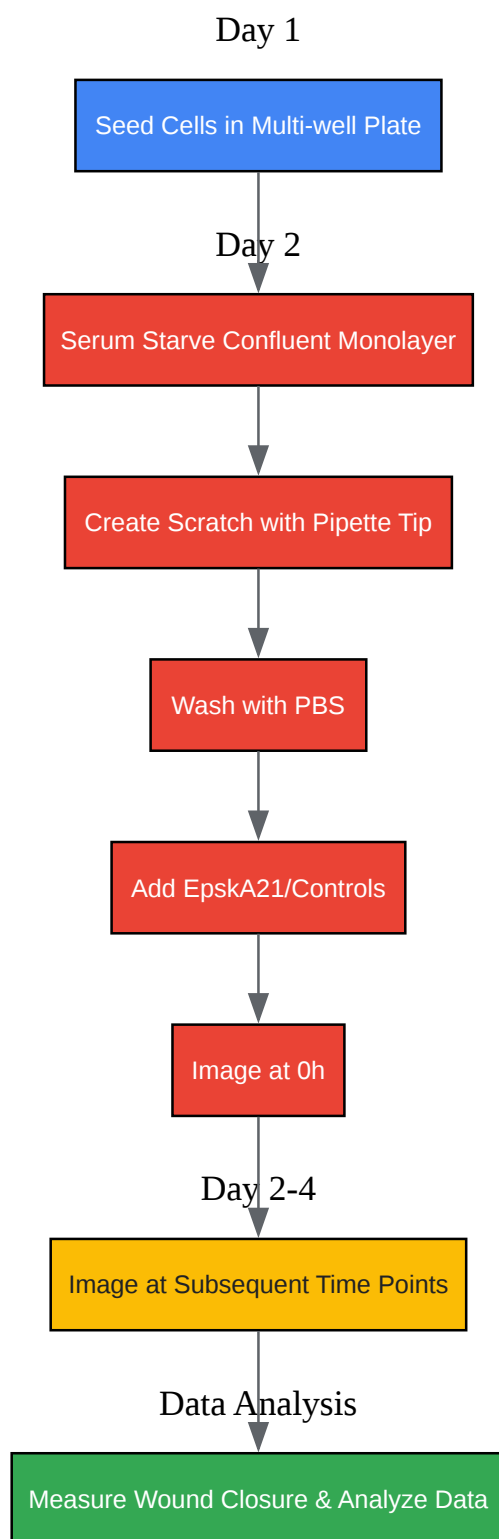 Day 1
Seed Cells in Multi-well Plate
Day 2
Serum Starve Confluent Monolayer
Create Scratch with Pipette Tip
Wash with PBS
Add EpskA21/Controls
Image at 0h
Day 2-4
Image at Subsequent Time Points
Data Analysis
Measure Wound Closure & Analyze Data